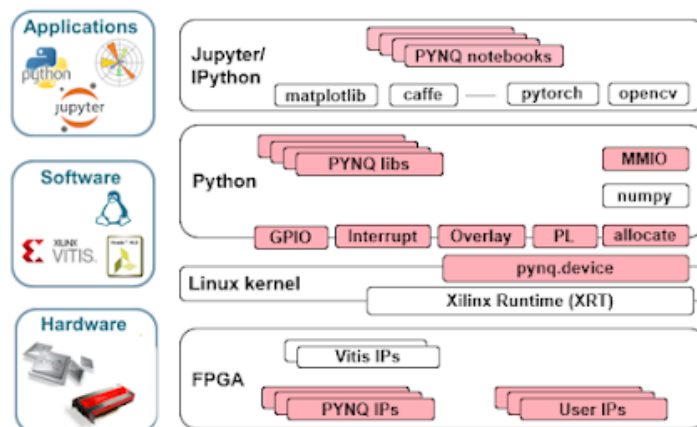 Applications
python
jupyter
Software
XILINX
VITIS.
Hardware
Jupyter/
IPython
PYNQ notebooks
matplotlib
caffe
pytorch
opencv
Python
PYNQ libs
MMIO
numpy
GPIO
Interrupt
Overlay
PL
allocate
Linux kernel
pynq.device
Xilinx Runtime (XRT)
FPGA
Vitis IPs
PYNQ IPs
User IPs